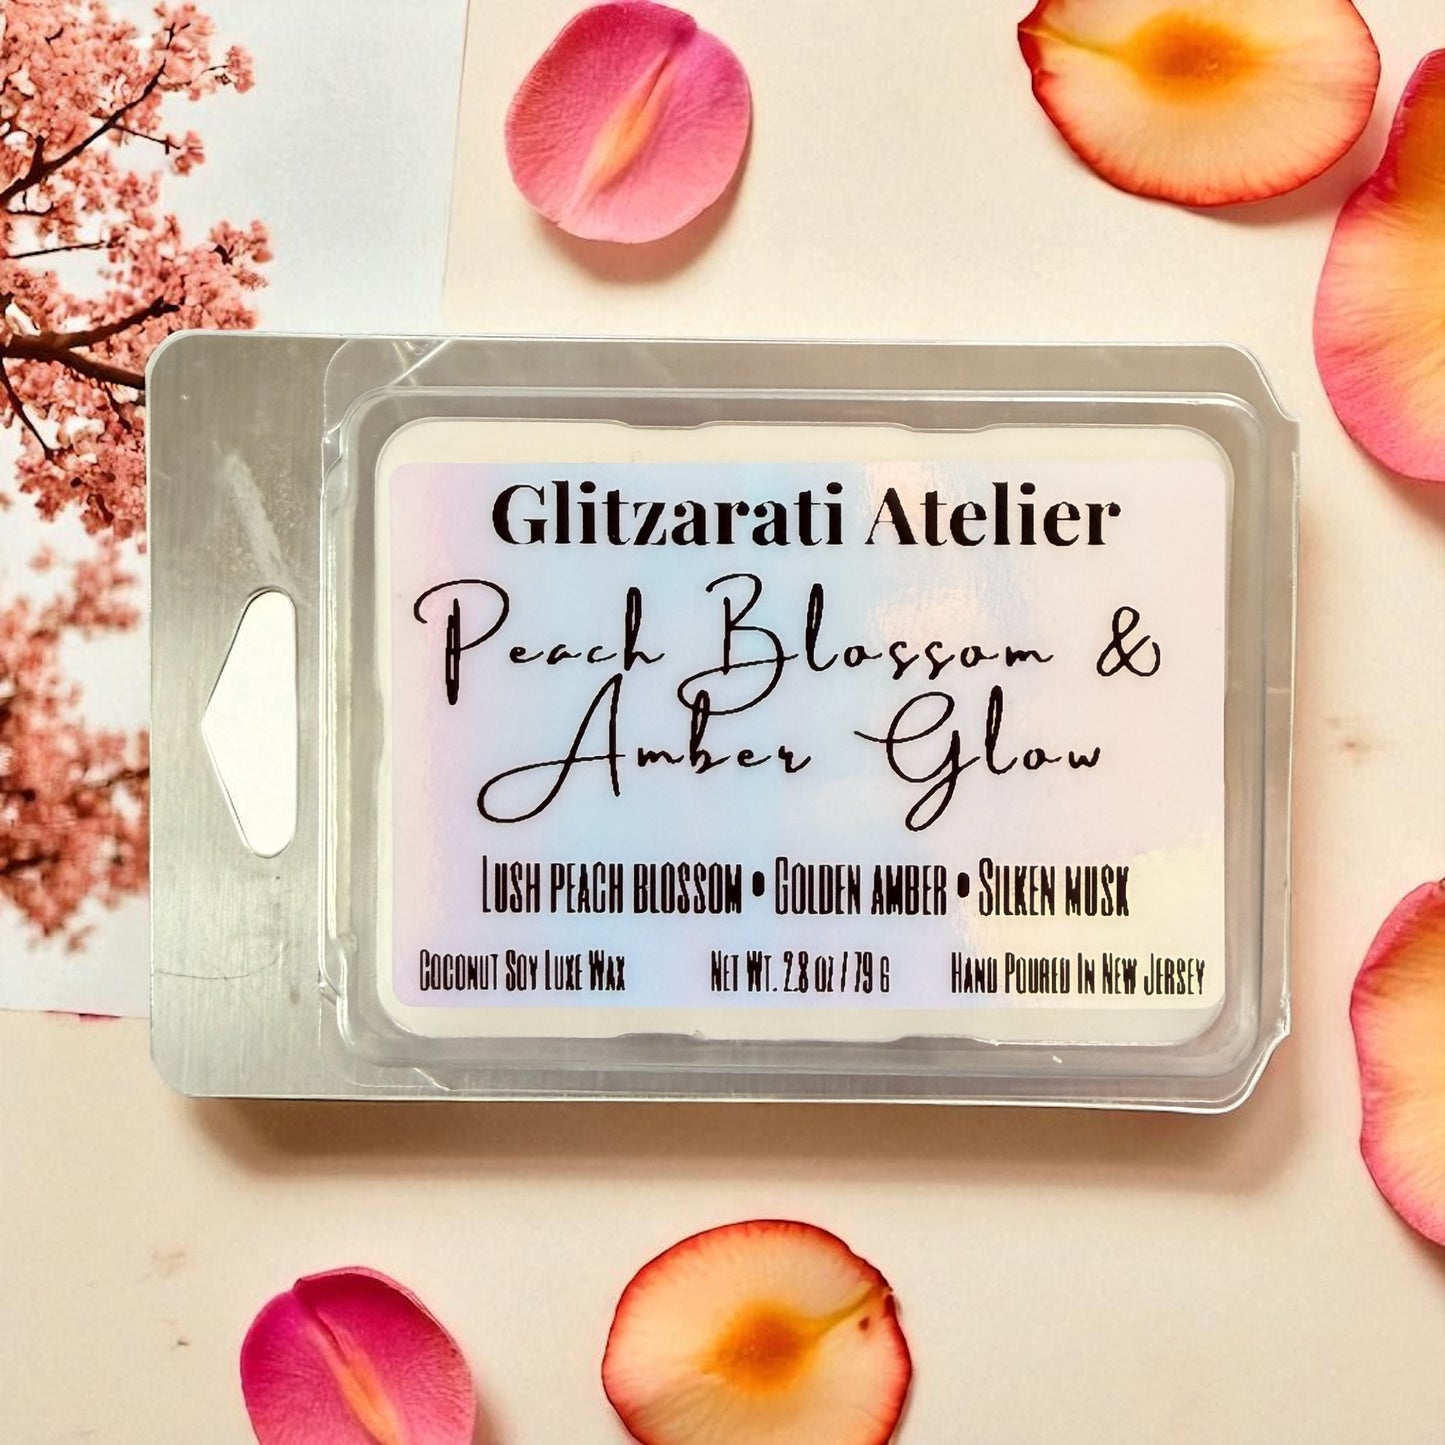 Glitzarati Atelier
Peach Blossom &
Amber Glow
Lush peach blossom • Golden amber • Silken musk
Coconut Soy Luxe Wax Net Wt. 2.8 oz / 79 g Hand Poured In New Jersey